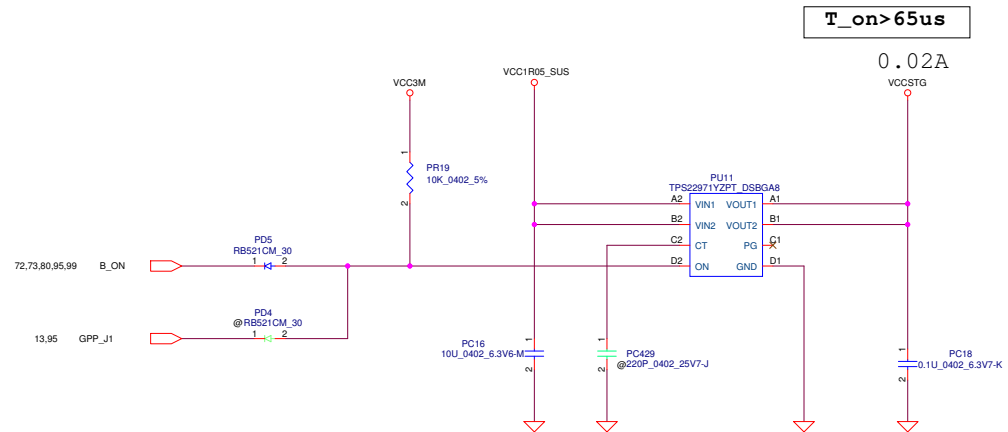 T_on>65us
0.02A
VCC3M
VCC1R05_SUS
VCCSTG
1
PR19
10K_0402_5%
2
PU11
TPS22971YZPT_DSBGA8
A2 VIN1 VOUT1 A1
B2 VIN2 VOUT2 B1
C2 CT PG C1
D2 ON GND D1
PD5
RB521CM_30
72,73,80,95,99 B_ON 1 2
PD4
@RB521CM_30
13,95 GPP_J1 1 2
1
PC16
10U_0402_6.3V6-M
2
1
PC429
@220P_0402_25V7-J
2
1
PC18
0.1U_0402_6.3V7-K
2